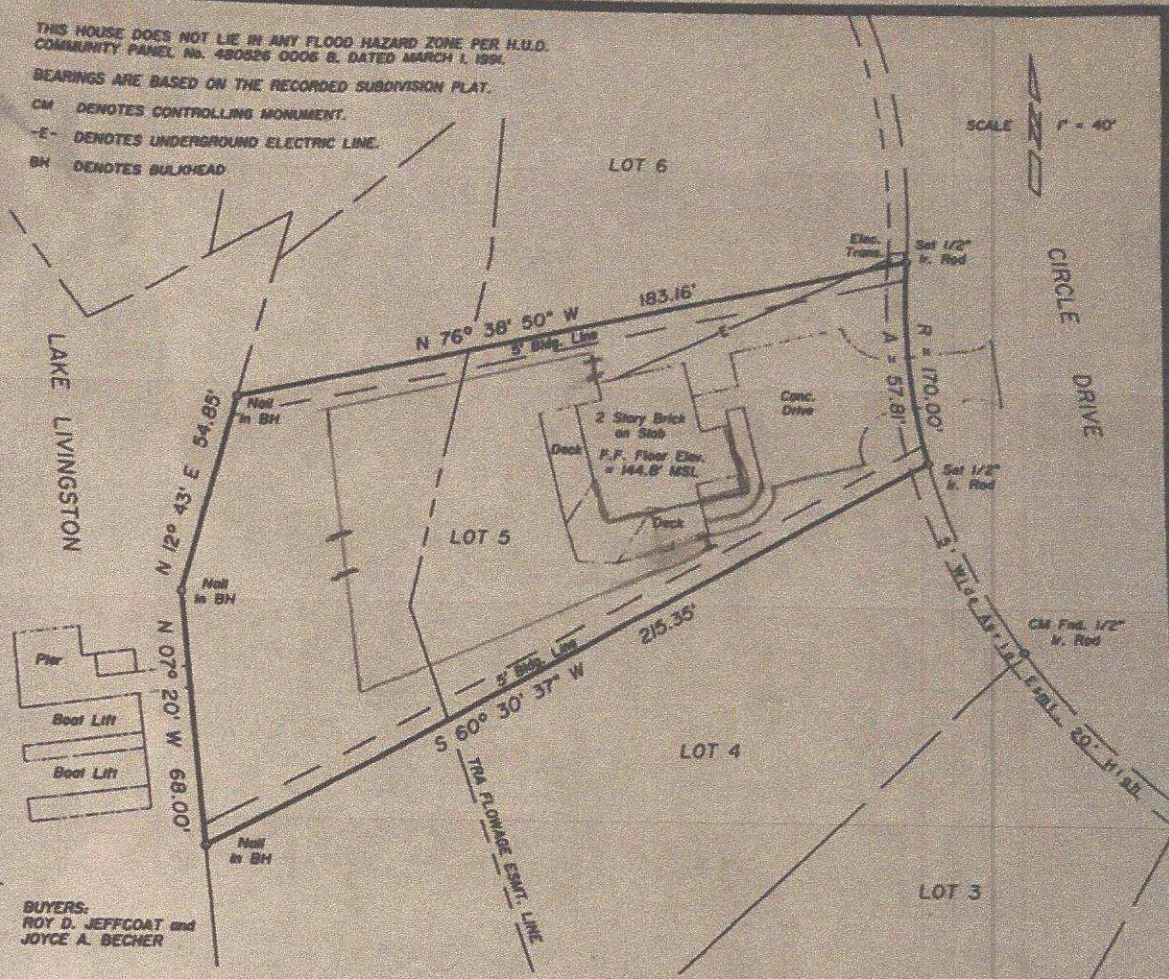 THIS HOUSE DOES NOT LIE IN ANY FLOOD HAZARD ZONE PER H.U.D.
COMMUNITY PANEL No. 480526 0006 B, DATED MARCH 1, 1991.
BEARINGS ARE BASED ON THE RECORDED SUBDIVISION PLAT.
CM DENOTES CONTROLLING MONUMENT.
-E- DENOTES UNDERGROUND ELECTRIC LINE.
BH DENOTES BULKHEAD
SCALE 1" = 40'
LOT 6
Elec.
Trans.
Set 1/2"
Ir. Rod
CIRCLE DRIVE
N 76° 38' 50" W 183.16'
5' Bldg. Line
R = 170.00'
A = 57.81'
LAKE LIVINGSTON
Nail
in BH
N 12° 43' E 54.85'
2 Story Brick
on Slab
F.F. Floor Elev.
= 144.8' MSL
Conc.
Drive
Deck
Deck
Set 1/2"
Ir. Rod
LOT 5
Nail
in BH
N 07° 20' W 68.00'
Pier
Boat Lift
Boat Lift
5' Bldg. Line
S 60° 30' 37" W 215.35'
5' Wide Aerial Esmt. 20' High
CM Fnd. 1/2"
Ir. Rod
LOT 4
TRA FLOWAGE ESMT. LINE
Nail
in BH
LOT 3
BUYERS:
ROY D. JEFFCOAT and
JOYCE A. BECHER